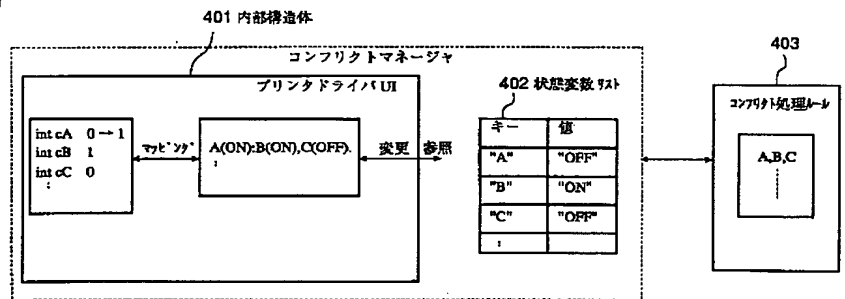 401 内部構造体
コンフリクトマネージャ
プリンタドライバ UI
int cA 0→1
int cB 1
int cC 0
:
マッピング
A(ON):B(ON),C(OFF).
:
変更 参照
402 状態変数リスト
キー 値
"A" "OFF"
"B" "ON"
"C" "OFF"
:
403
コンフリクト処理ルール
A,B,C